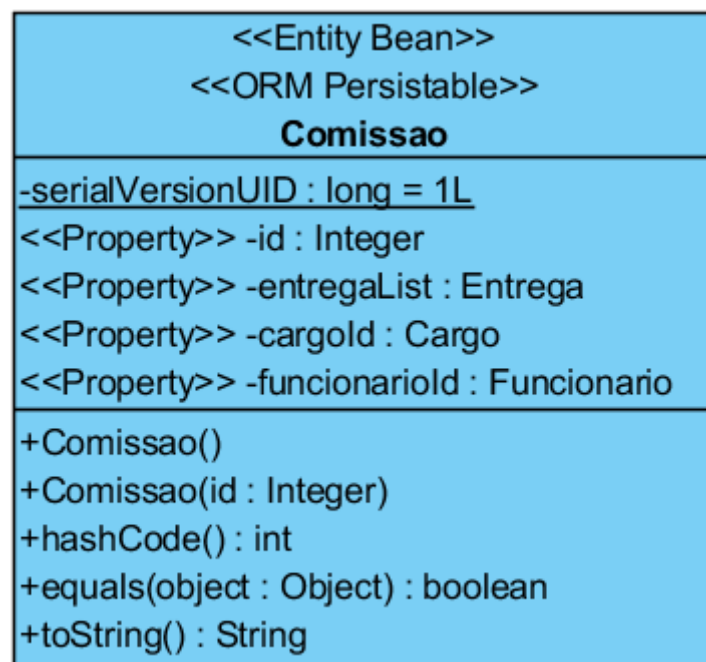 <<Entity Bean>>
<<ORM Persistable>>
Comissao
-serialVersionUID : long = 1L
<<Property>> -id : Integer
<<Property>> -entregaList : Entrega
<<Property>> -cargoId : Cargo
<<Property>> -funcionarioId : Funcionario
+Comissao()
+Comissao(id : Integer)
+hashCode() : int
+equals(object : Object) : boolean
+toString() : String